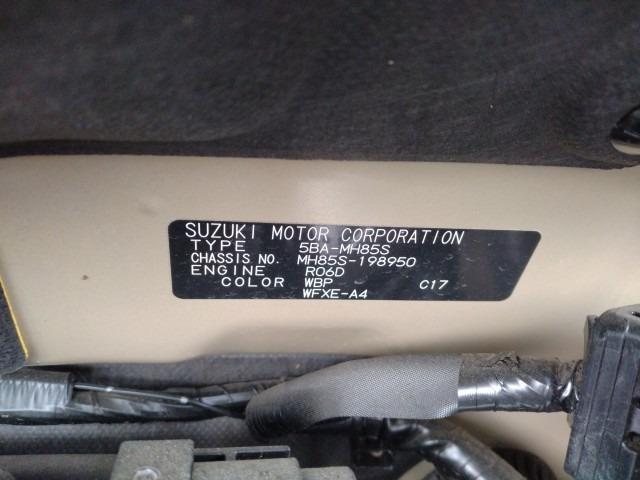 SUZUKI MOTOR CORPORATION
TYPE 5BA-MH85S
CHASSIS NO. MH85S-198950
ENGINE R06D
COLOR WBP C17
WFXE-A4